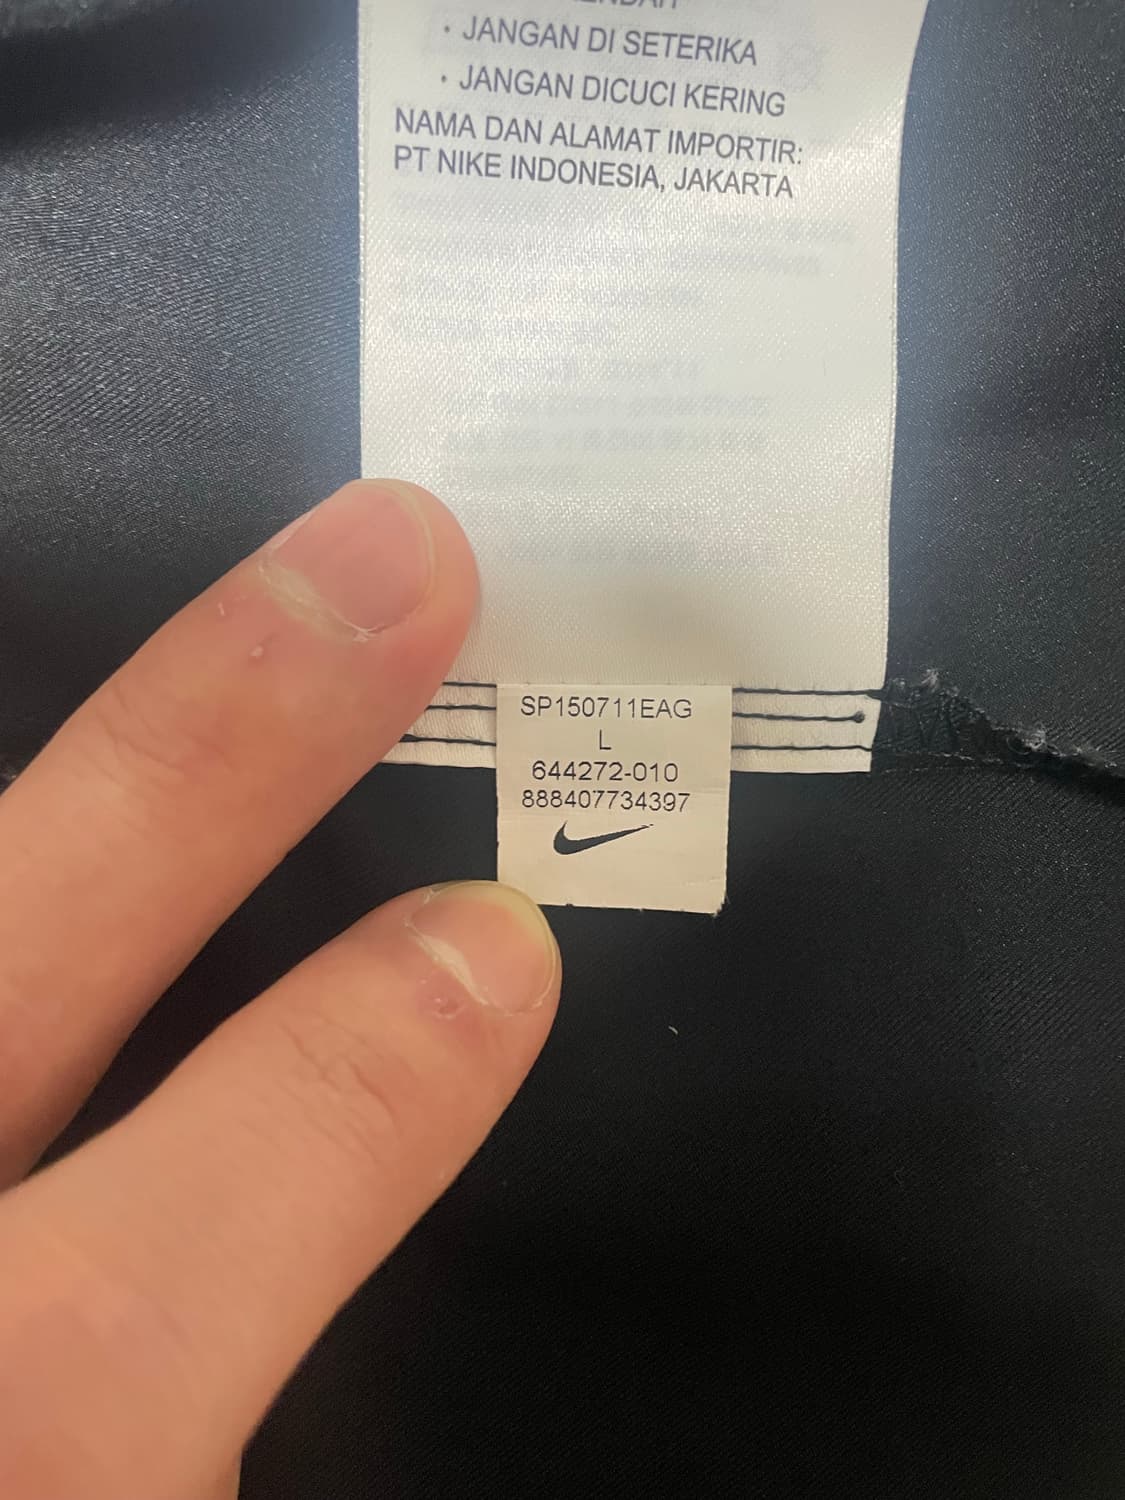 • JANGAN DI SETERIKA
• JANGAN DICUCI KERING
NAMA DAN ALAMAT IMPORTIR:
PT NIKE INDONESIA, JAKARTA
SP150711EAG
L
644272-010
888407734397